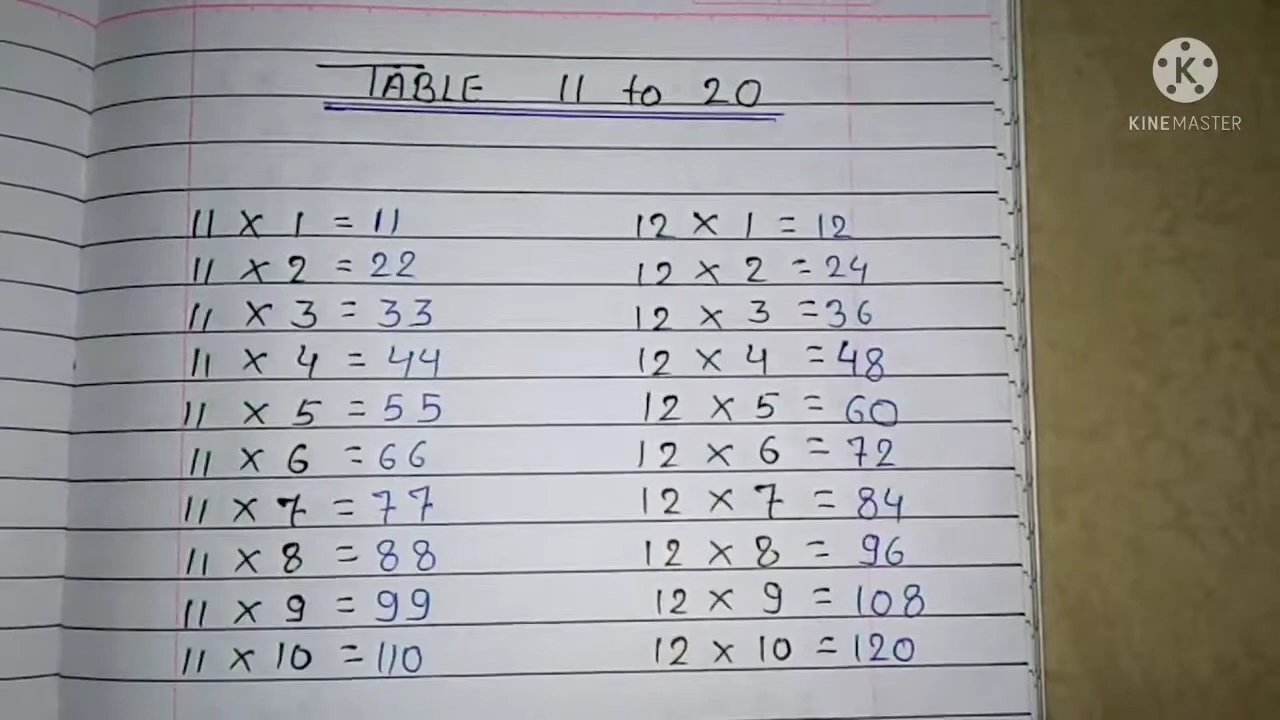 TABLE 11 to 20
K
KINEMASTER
11 X 1 = 11 12 X 1 = 12
11 X 2 = 22 12 X 2 = 24
11 X 3 = 33 12 X 3 = 36
11 X 4 = 44 12 X 4 = 48
11 X 5 = 55 12 X 5 = 60
11 X 6 = 66 12 X 6 = 72
11 X 7 = 77 12 X 7 = 84
11 X 8 = 88 12 X 8 = 96
11 X 9 = 99 12 X 9 = 108
11 X 10 = 110 12 X 10 = 120